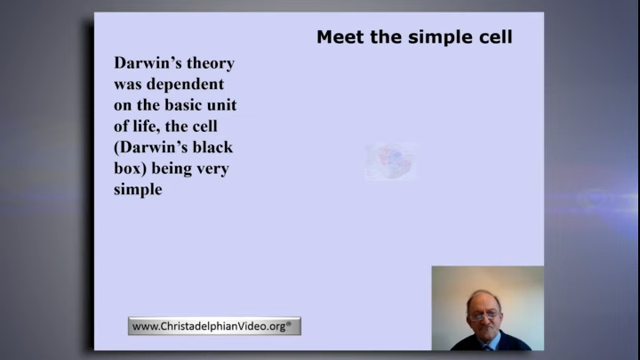 Meet the simple cell
Darwin's theory
was dependent
on the basic unit
of life, the cell
(Darwin's black
box) being very
simple
www.ChristadelphianVideo.org®